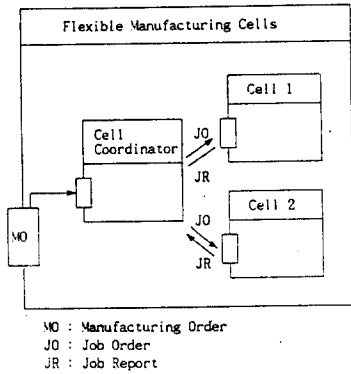 Flexible Manufacturing Cells
Cell 1
Cell
Coordinator
JO
JR
JO
Cell 2
JR
MO
MO : Manufacturing Order
JO : Job Order
JR : Job Report